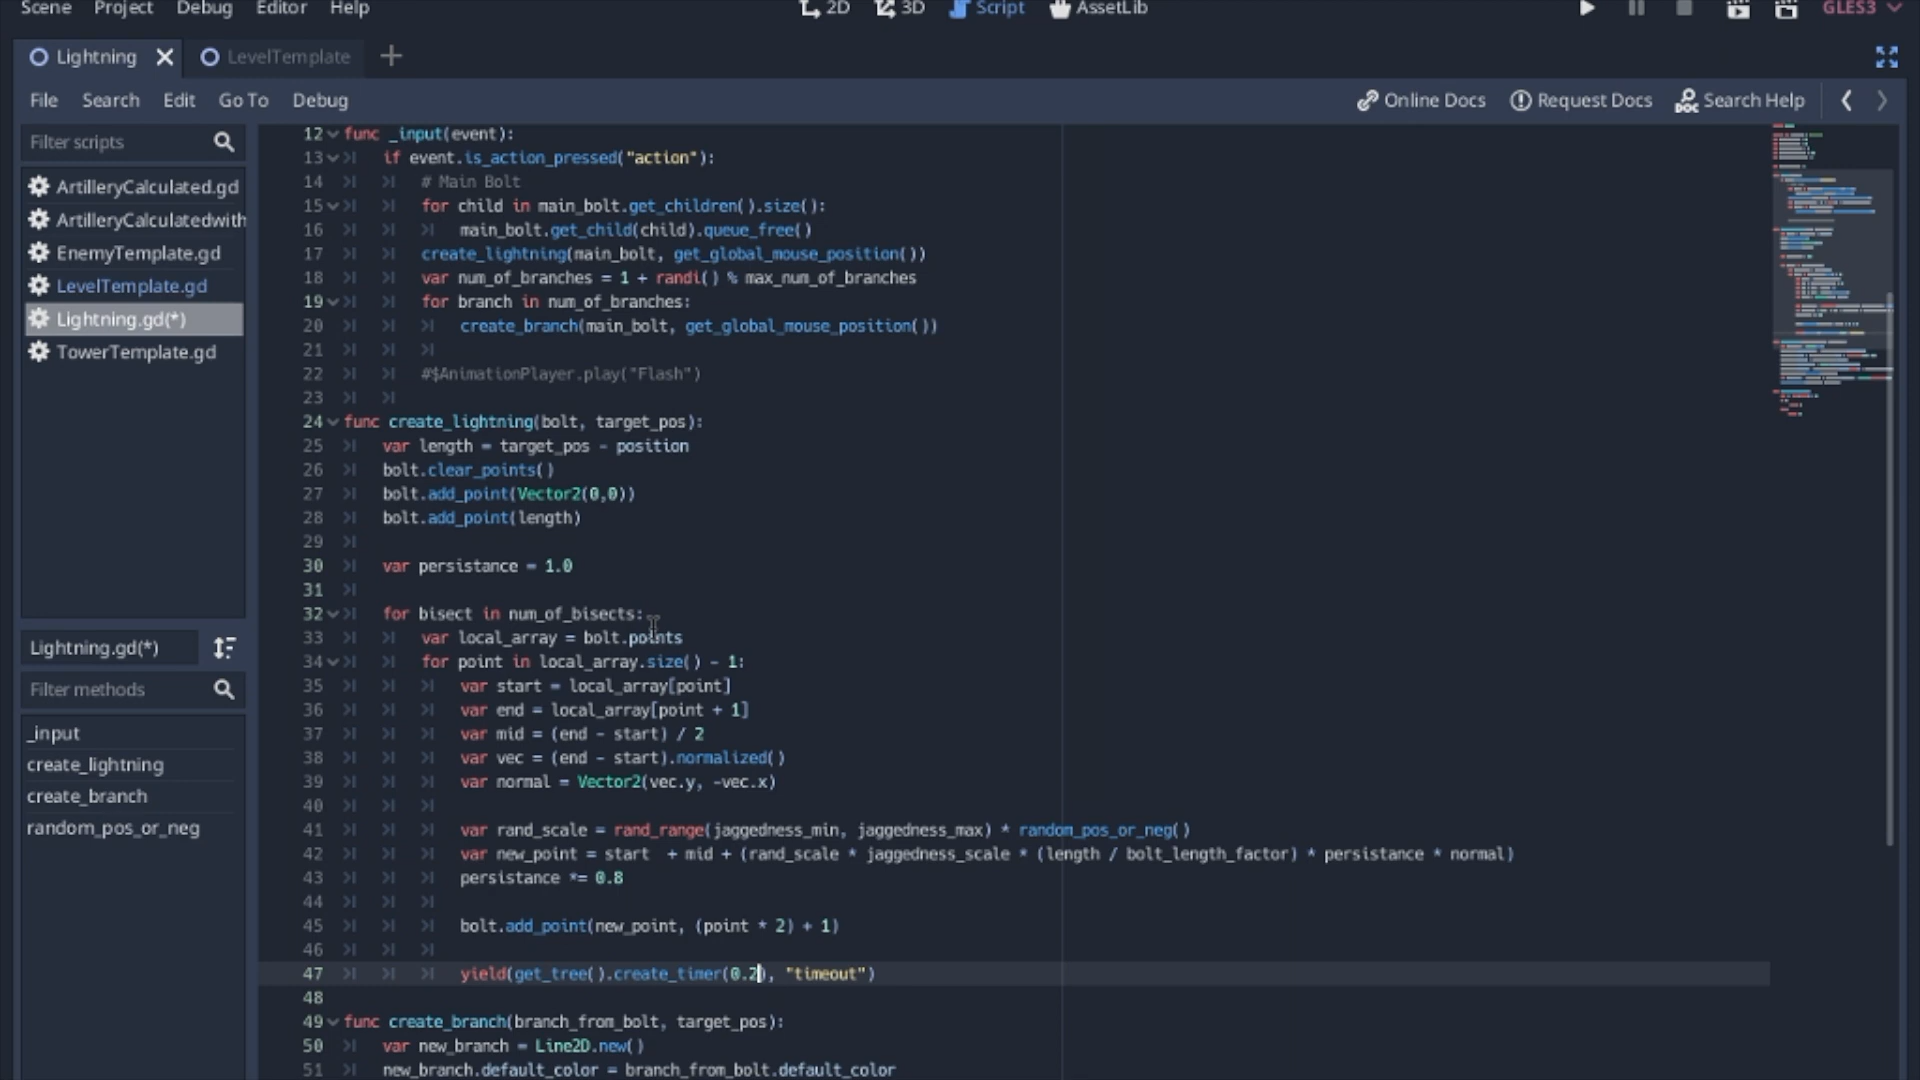 Scene Project Debug Editor Help 2D 3D Script AssetLib GLES3
Lightning LevelTemplate
File Search Edit Go To Debug Online Docs Request Docs Search Help
Filter scripts
ArtilleryCalculated.gd
ArtilleryCalculatedwith
EnemyTemplate.gd
LevelTemplate.gd
Lightning.gd(*)
TowerTemplate.gd
Lightning.gd(*)
Filter methods
_input
create_lightning
create_branch
random_pos_or_neg
12 func _input(event):
13 if event.is_action_pressed("action"):
14 # Main Bolt
15 for child in main_bolt.get_children().size():
16 main_bolt.get_child(child).queue_free()
17 create_lightning(main_bolt, get_global_mouse_position())
18 var num_of_branches = 1 + randi() % max_num_of_branches
19 for branch in num_of_branches:
20 create_branch(main_bolt, get_global_mouse_position())
21
22 #$AnimationPlayer.play("Flash")
23
24 func create_lightning(bolt, target_pos):
25 var length = target_pos - position
26 bolt.clear_points()
27 bolt.add_point(Vector2(0,0))
28 bolt.add_point(length)
29
30 var persistance = 1.0
31
32 for bisect in num_of_bisects:
33 var local_array = bolt.points
34 for point in local_array.size() - 1:
35 var start = local_array[point]
36 var end = local_array[point + 1]
37 var mid = (end - start) / 2
38 var vec = (end - start).normalized()
39 var normal = Vector2(vec.y, -vec.x)
40
41 var rand_scale = rand_range(jaggedness_min, jaggedness_max) * random_pos_or_neg()
42 var new_point = start  + mid + (rand_scale * jaggedness_scale * (length / bolt_length_factor) * persistance * normal)
43 persistance *= 0.8
44
45 bolt.add_point(new_point, (point * 2) + 1)
46
47 yield(get_tree().create_timer(0.2), "timeout")
48
49 func create_branch(branch_from_bolt, target_pos):
50 var new_branch = Line2D.new()
51 new_branch.default_color = branch_from_bolt.default_color